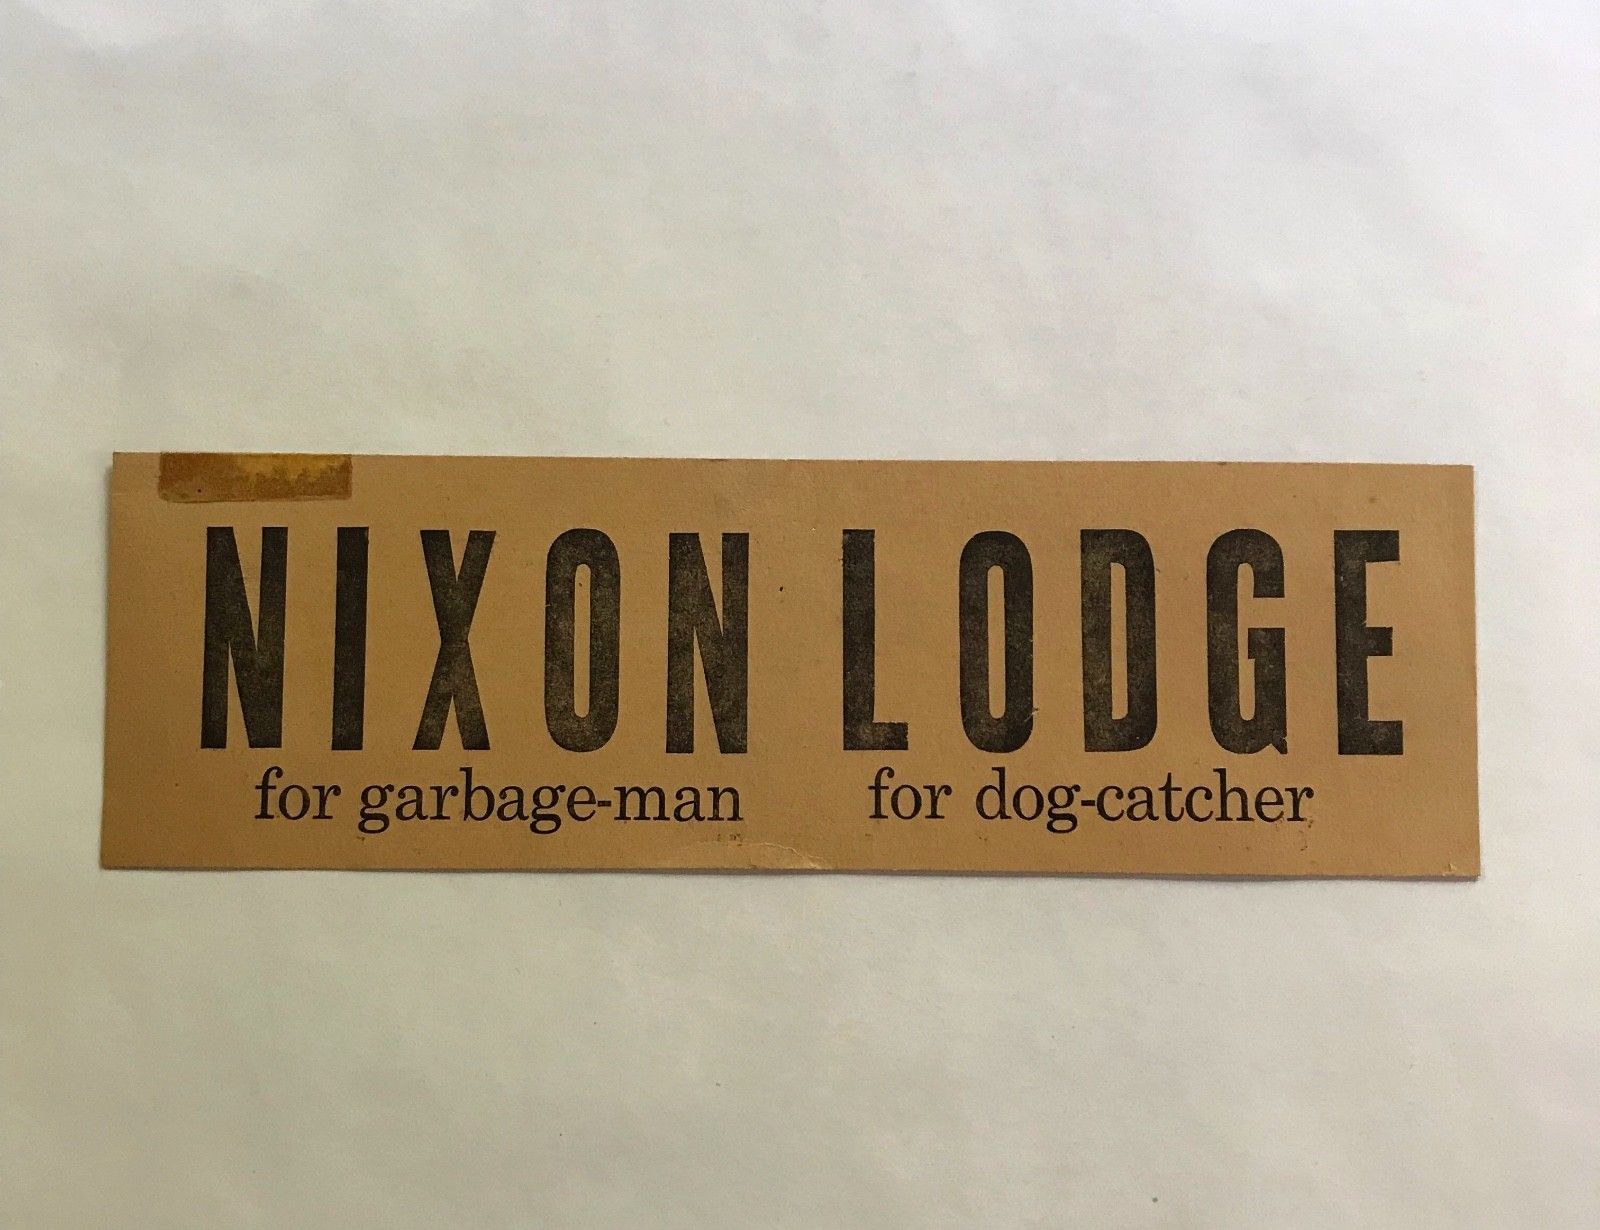 NIXON LODGE
for garbage-man for dog-catcher